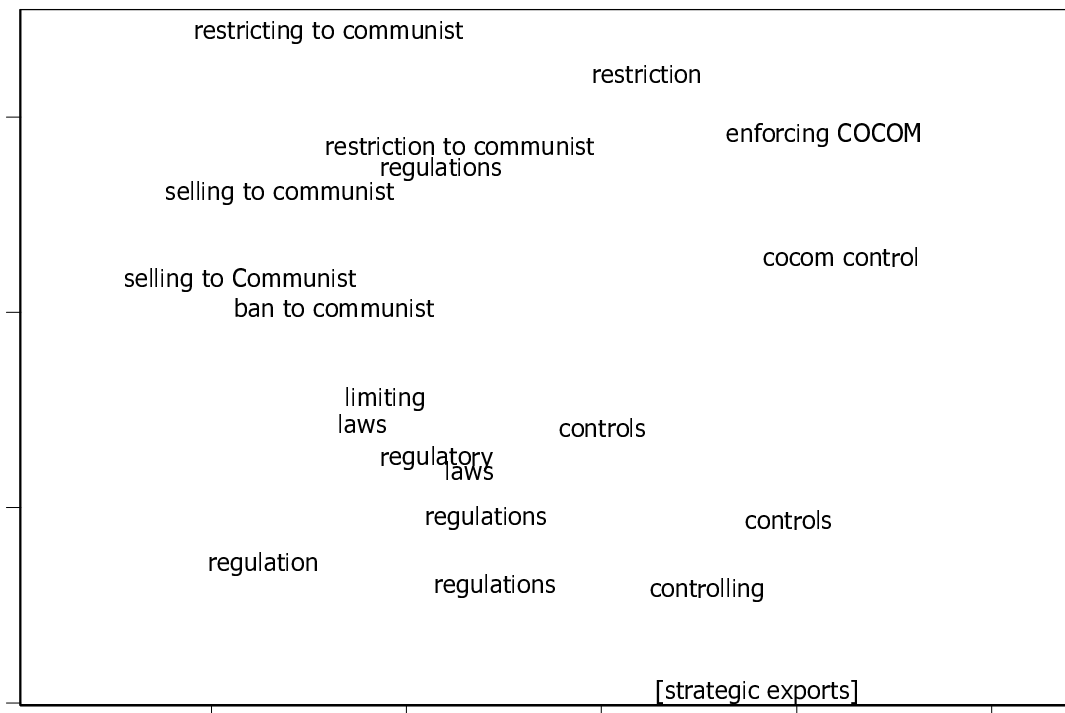 restricting to communist
restriction
enforcing COCOM
restriction to communist
regulations
selling to communist
cocom control
selling to Communist
ban to communist
limiting
laws
controls
regulatory
laws
regulations
controls
regulation
regulations
controlling
[strategic exports]